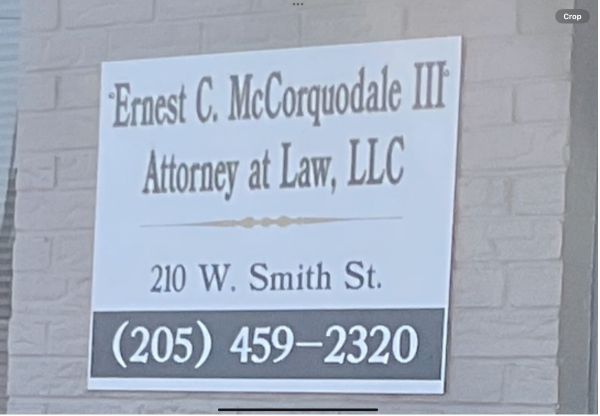 Ernest C. McCorquodale III
Attorney at Law, LLC
210 W. Smith St.
(205) 459-2320
Crop